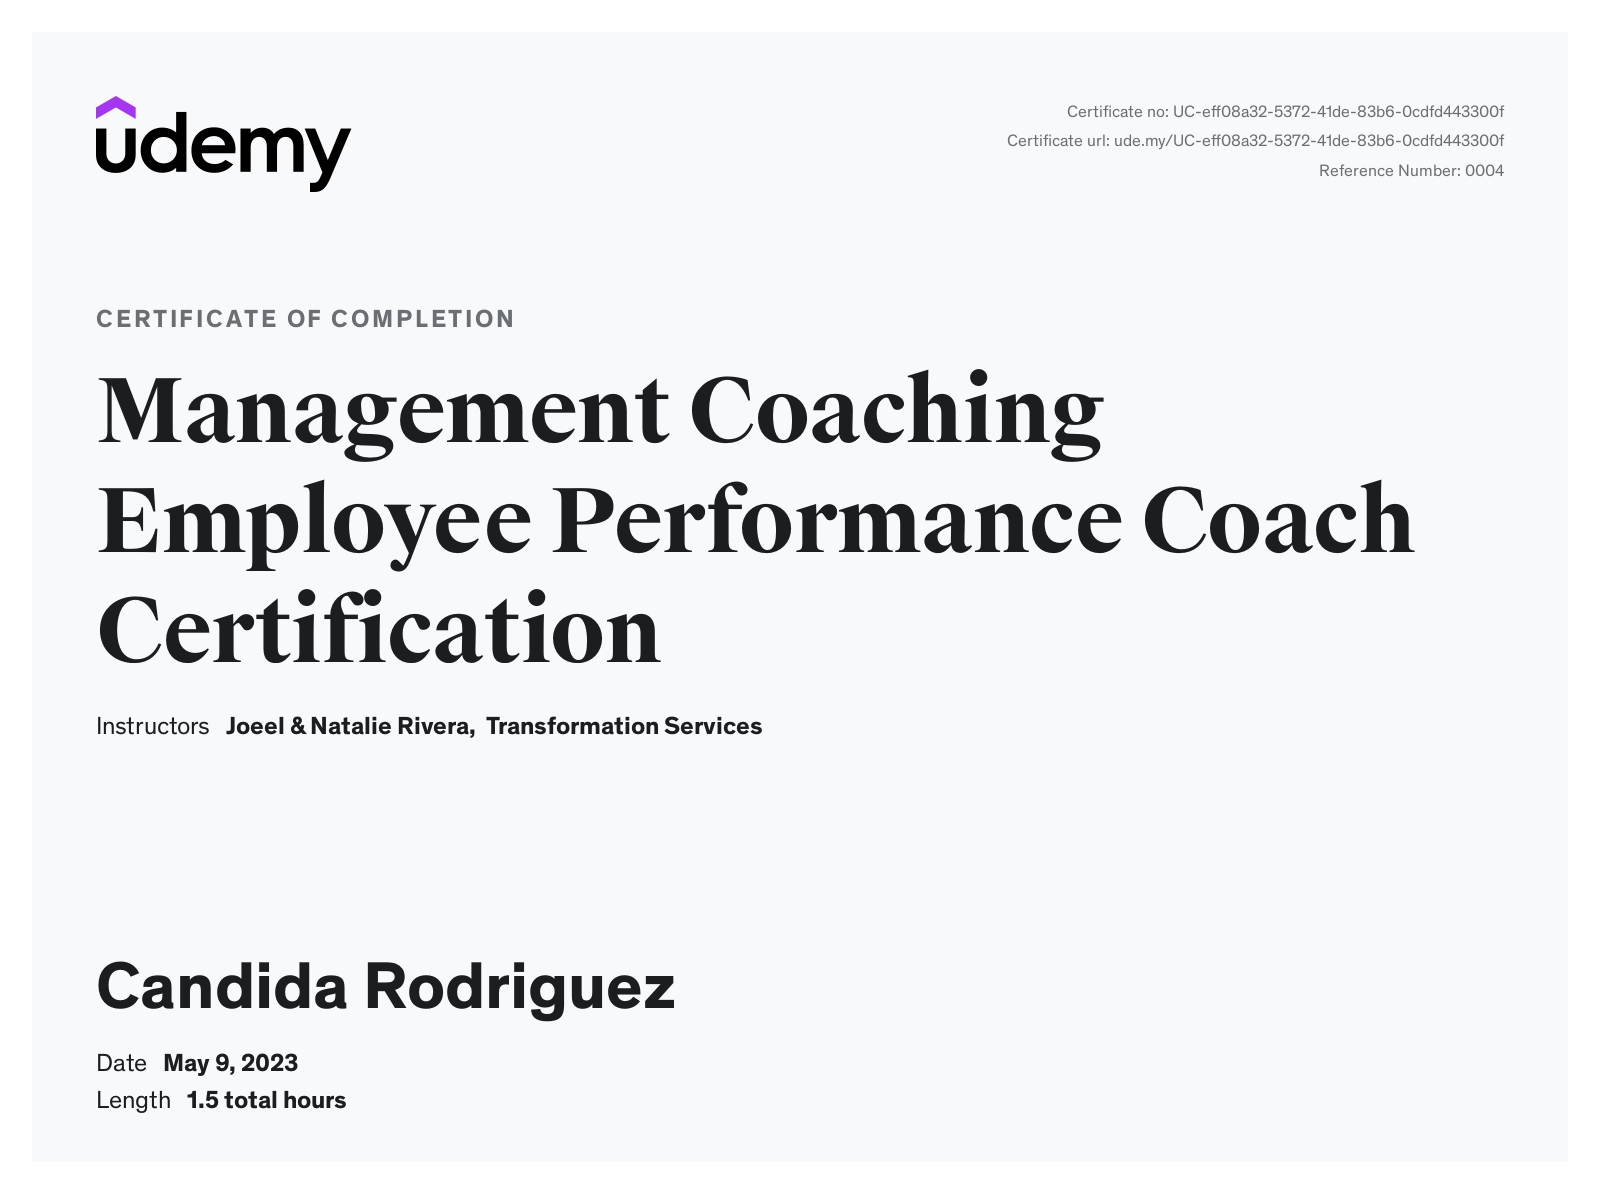 udemy
Certificate no: UC-eff08a32-5372-41de-83b6-0cdfd443300f
Certificate url: ude.my/UC-eff08a32-5372-41de-83b6-0cdfd443300f
Reference Number: 0004
CERTIFICATE OF COMPLETION
Management Coaching
Employee Performance Coach
Certification
Instructors Joeel & Natalie Rivera, Transformation Services
Candida Rodriguez
Date May 9, 2023
Length 1.5 total hours